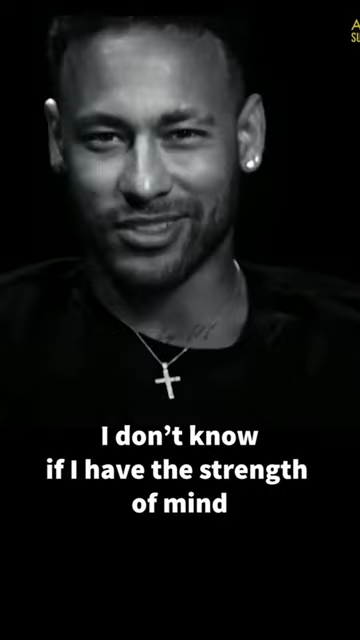 I don’t know
if I have the strength
of mind